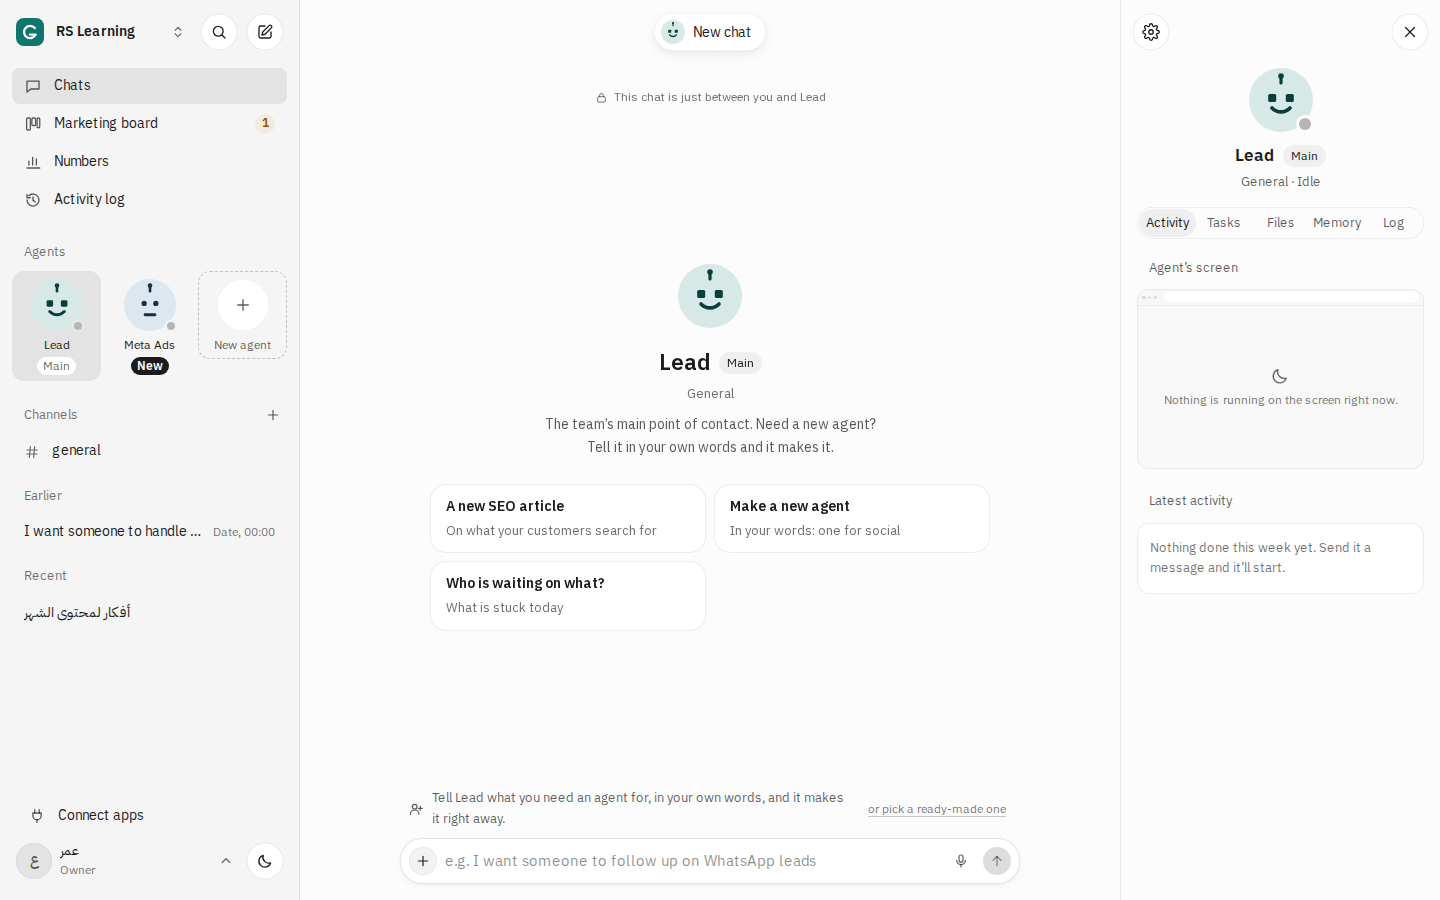 RS Learning
Chats
Marketing board
1
Numbers
Activity log
Agents
Lead
Main
Meta Ads
New
New agent
Channels
general
Earlier
I want someone to handle ...
Date, 00:00
Recent
أفكار لمحتوى الشهر
Connect apps
ع
عمر
Owner
New chat
This chat is just between you and Lead
Lead
Main
General
The team's main point of contact. Need a new agent?
Tell it in your own words and it makes it.
A new SEO article
On what your customers search for
Make a new agent
In your words: one for social
Who is waiting on what?
What is stuck today
Tell Lead what you need an agent for, in your own words, and it makes
it right away.
or pick a ready-made one
e.g. I want someone to follow up on WhatsApp leads
Lead
Main
General · Idle
Activity
Tasks
Files
Memory
Log
Agent's screen
Nothing is running on the screen right now.
Latest activity
Nothing done this week yet. Send it a
message and it'll start.